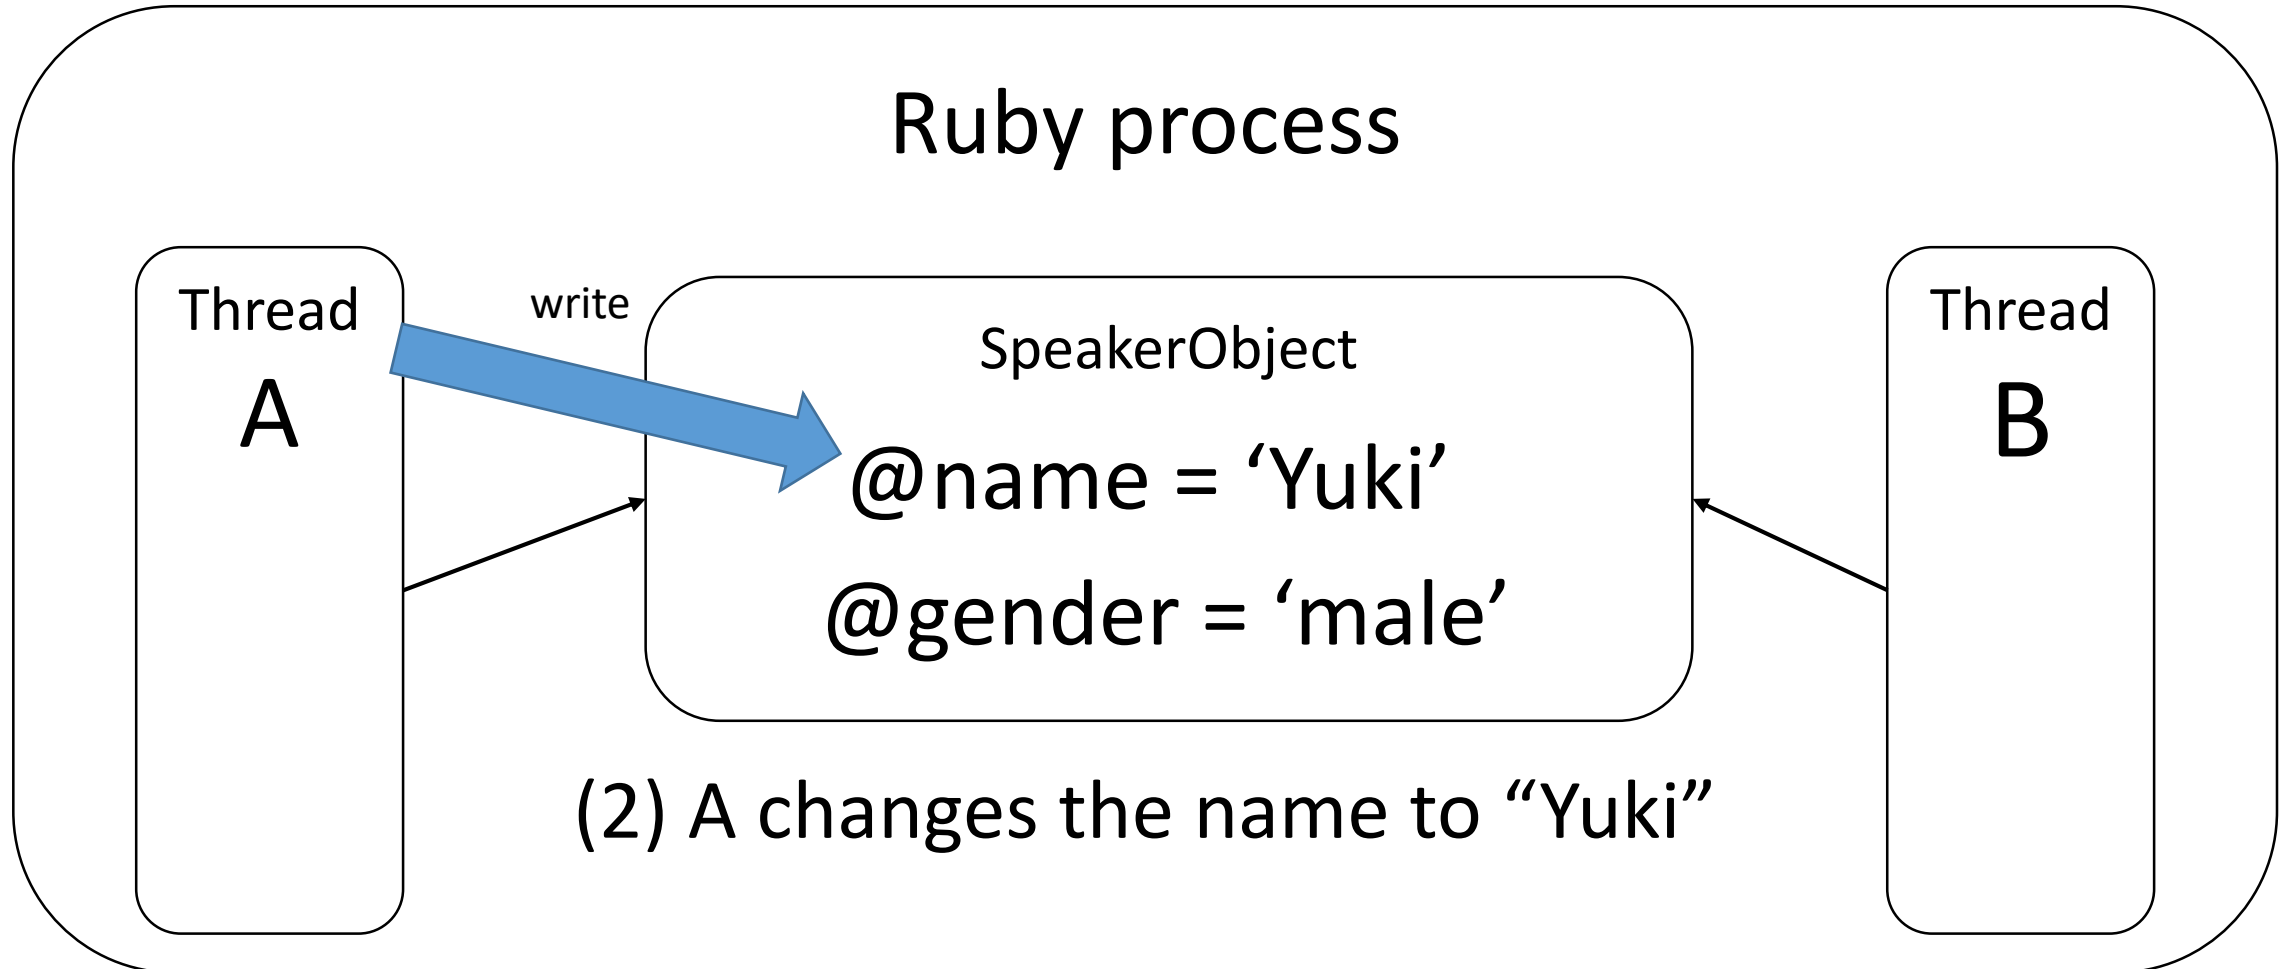 Ruby process
Thread
A
write
SpeakerObject
@name = ‘Yuki’
@gender = ‘male’
Thread
B
(2) A changes the name to “Yuki”